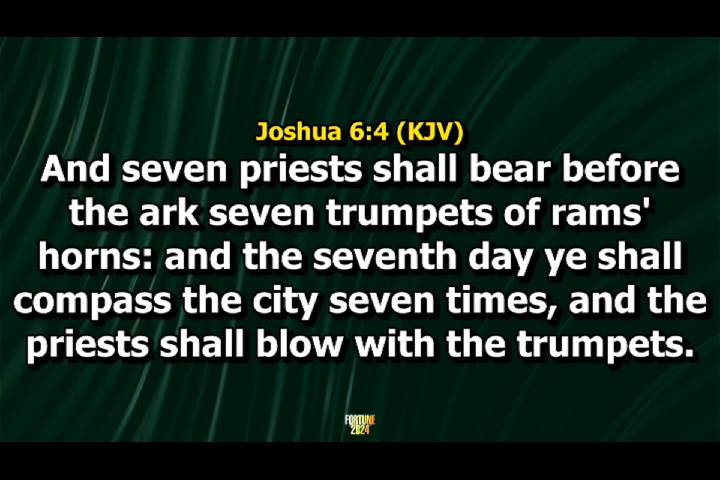 Joshua 6:4 (KJV)
And seven priests shall bear before
the ark seven trumpets of rams'
horns: and the seventh day ye shall
compass the city seven times, and the
priests shall blow with the trumpets.
FORTUNE
2024